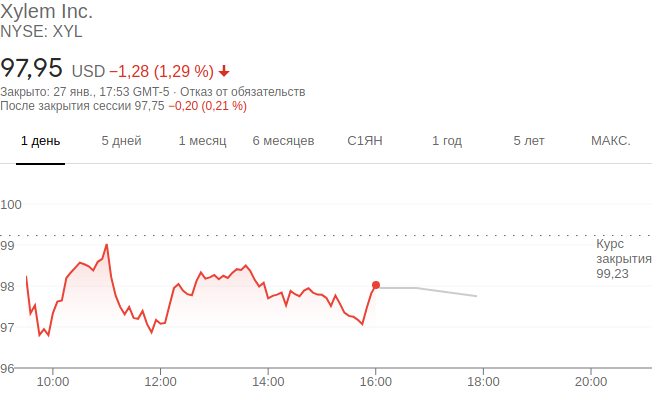 Xylem Inc.
NYSE: XYL
97,95 USD −1,28 (1,29 %)
Закрыто: 27 янв., 17:53 GMT-5 · Отказ от обязательств
После закрытия сессии 97,75 −0,20 (0,21 %)
1 день 5 дней 1 месяц 6 месяцев С1ЯН 1 год 5 лет МАКС.
100
99
Курс
закрытия
99,23
98
97
96
10:00 12:00 14:00 16:00 18:00 20:00